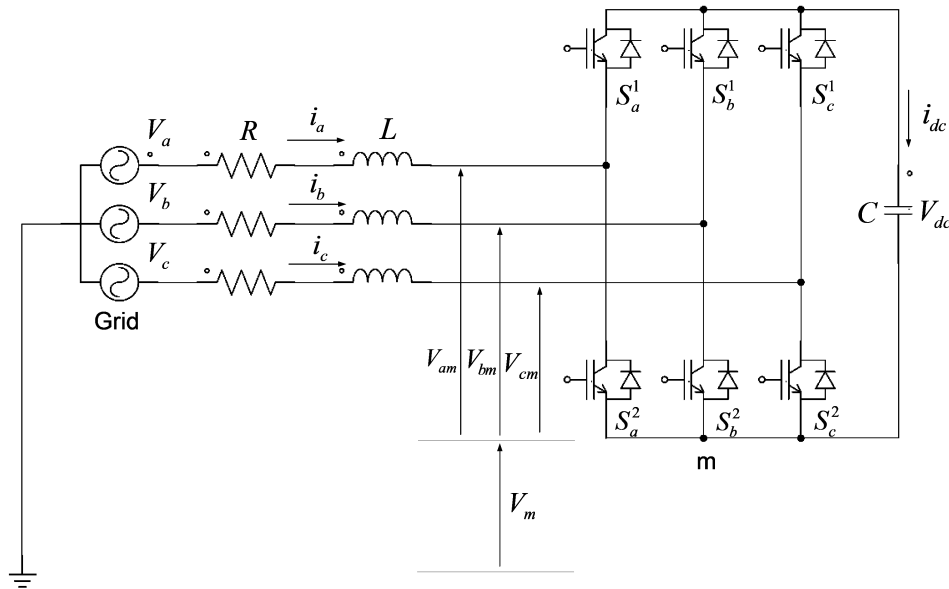 S_a^1 S_b^1 S_c^1
i_dc
V_a R i_a L
V_b i_b
C V_dc
V_c i_c
Grid
V_am V_bm V_cm
S_a^2 S_b^2 S_c^2
m
V_m